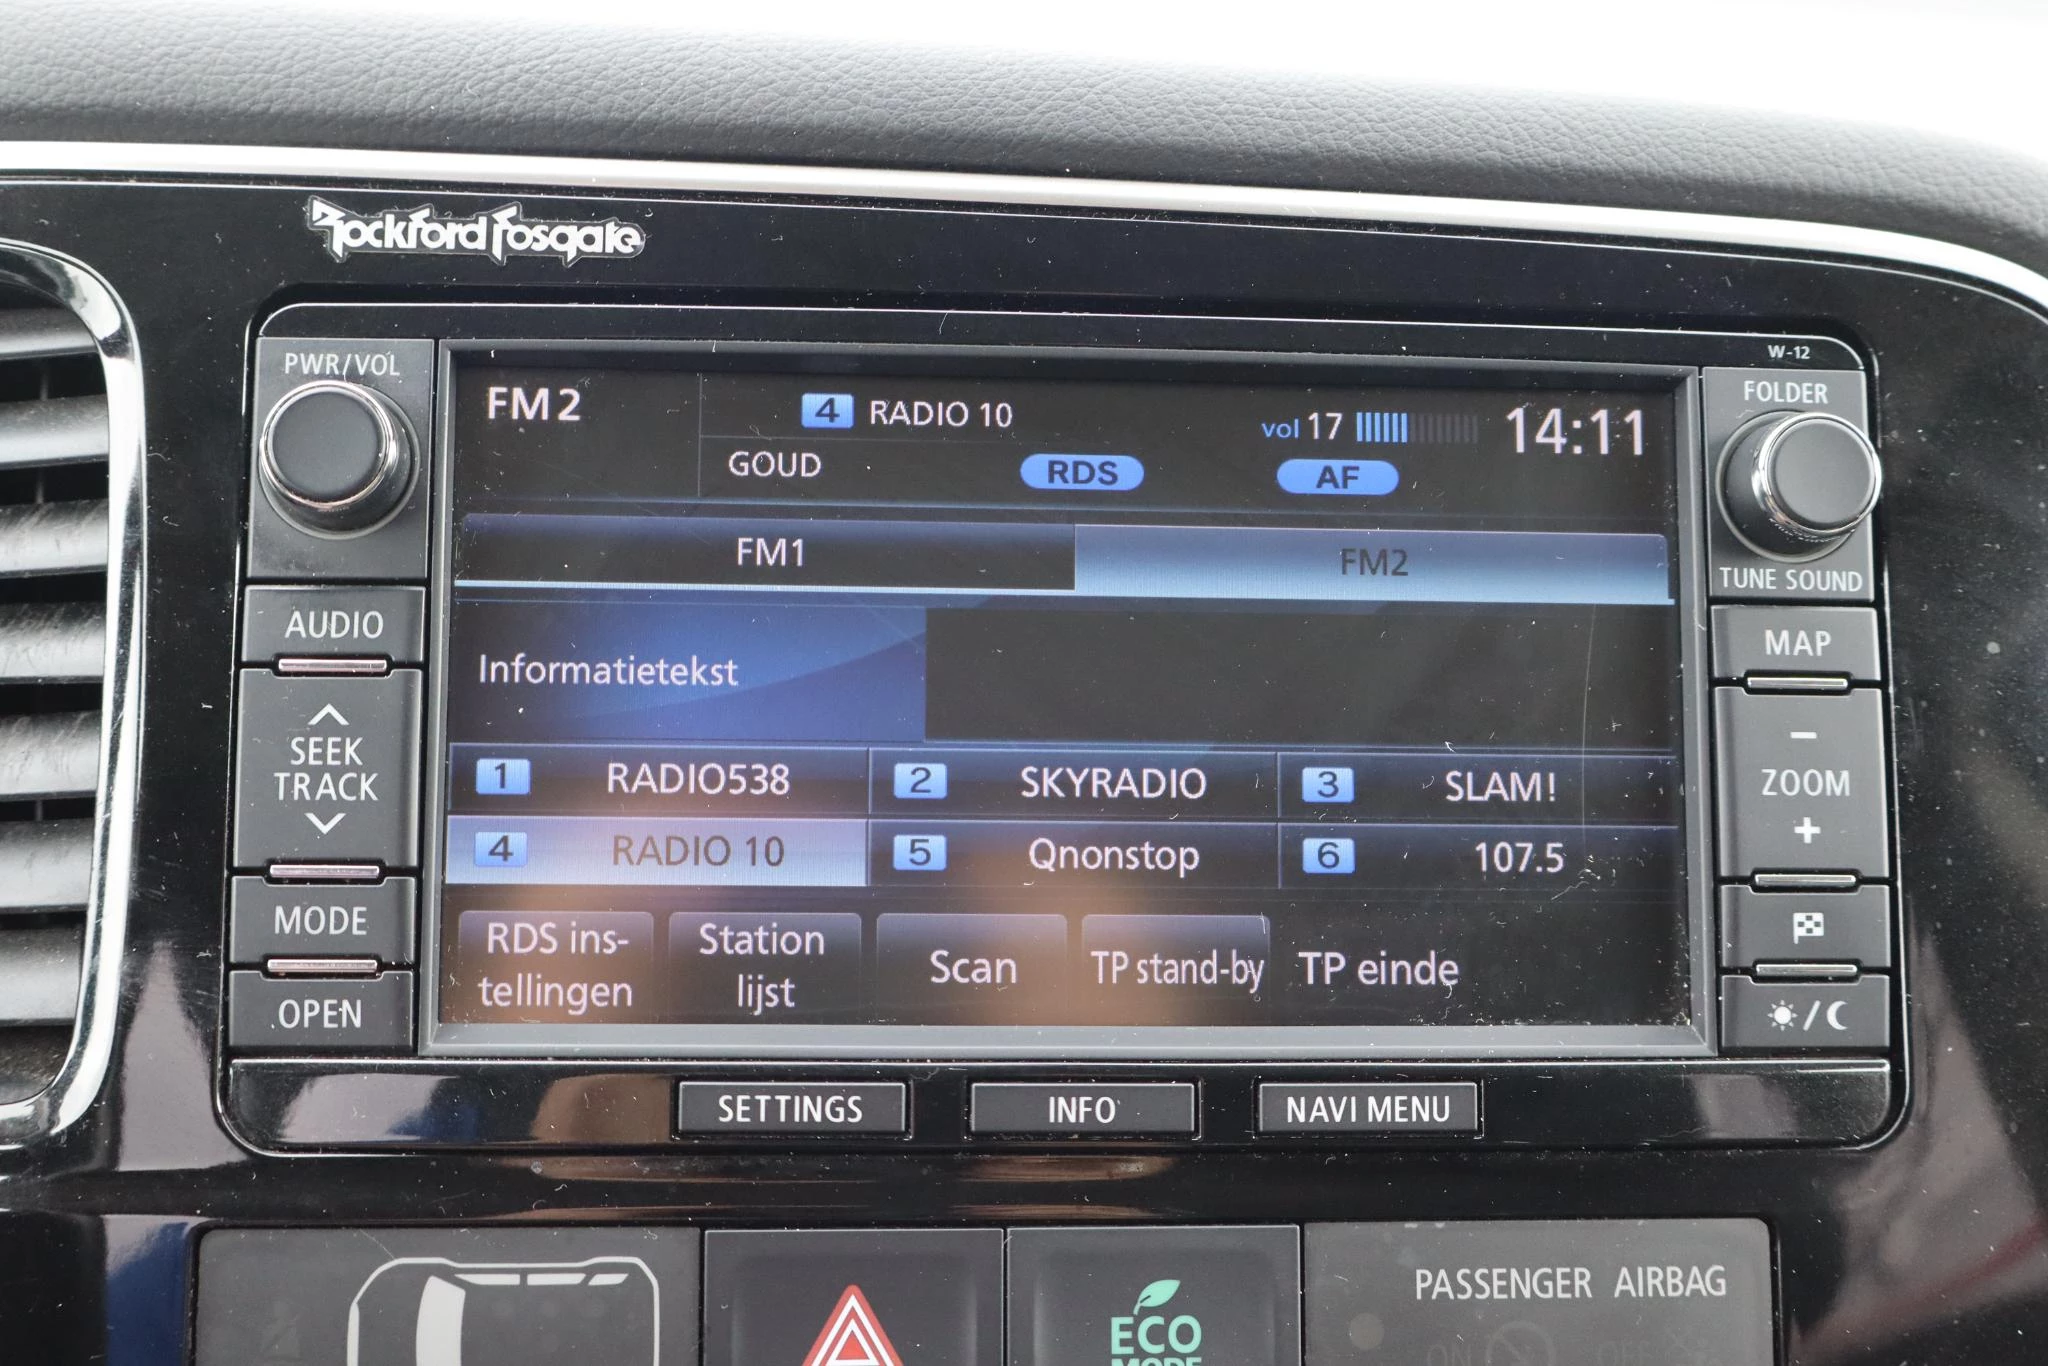 Rockford Fosgate
W-12
PWR/VOL
FOLDER
FM2
4 RADIO 10
vol 17
14:11
GOUD
RDS
AF
TUNE SOUND
FM1
FM2
AUDIO
MAP
Informatietekst
SEEK
TRACK
ZOOM
1 RADIO538
2 SKYRADIO
3 SLAM!
4 RADIO 10
5 Qnonstop
6 107.5
MODE
RDS ins-
tellingen
Station
lijst
Scan
TP stand-by
TP einde
OPEN
SETTINGS
INFO
NAVI MENU
PASSENGER AIRBAG
ECO
MODE
ON